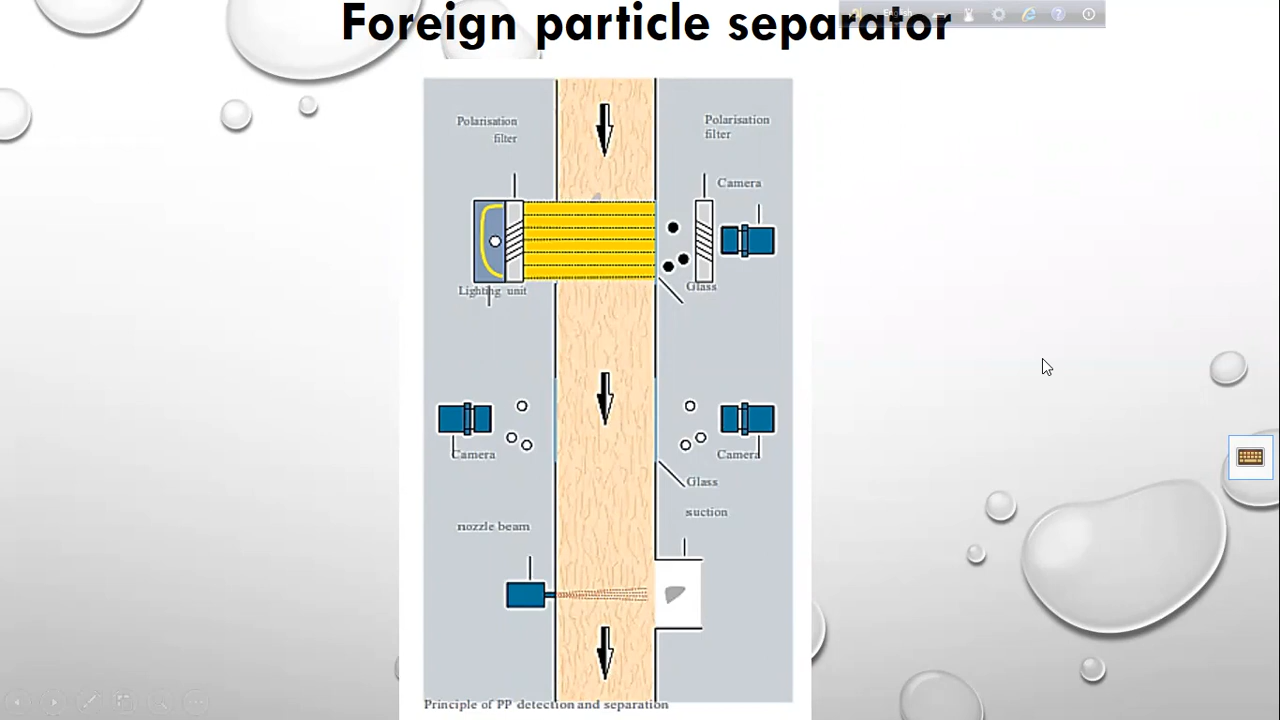 Foreign particle separator
English
Polarisation
filter
Polarisation
filter
Camera
Lighting unit
Glass
Camera
Camera
Glass
suction
nozzle beam
Principle of PP detection and separation